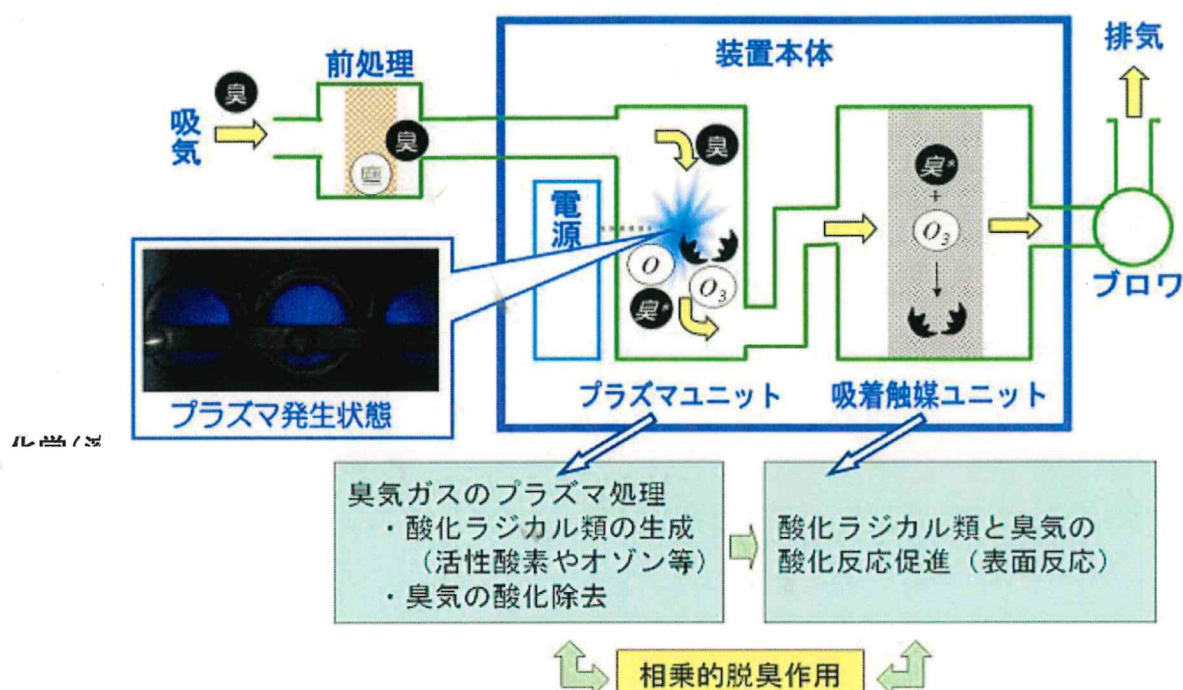 装置本体
排気
前処理
臭
吸気
臭
塵
臭
電源
臭*
+
O3
O
O3
臭*
ブロワ
プラズマユニット
吸着触媒ユニット
プラズマ発生状態
臭気ガスのプラズマ処理
・酸化ラジカル類の生成
(活性酸素やオゾン等)
・臭気の酸化除去
酸化ラジカル類と臭気の
酸化反応促進(表面反応)
相乗的脱臭作用